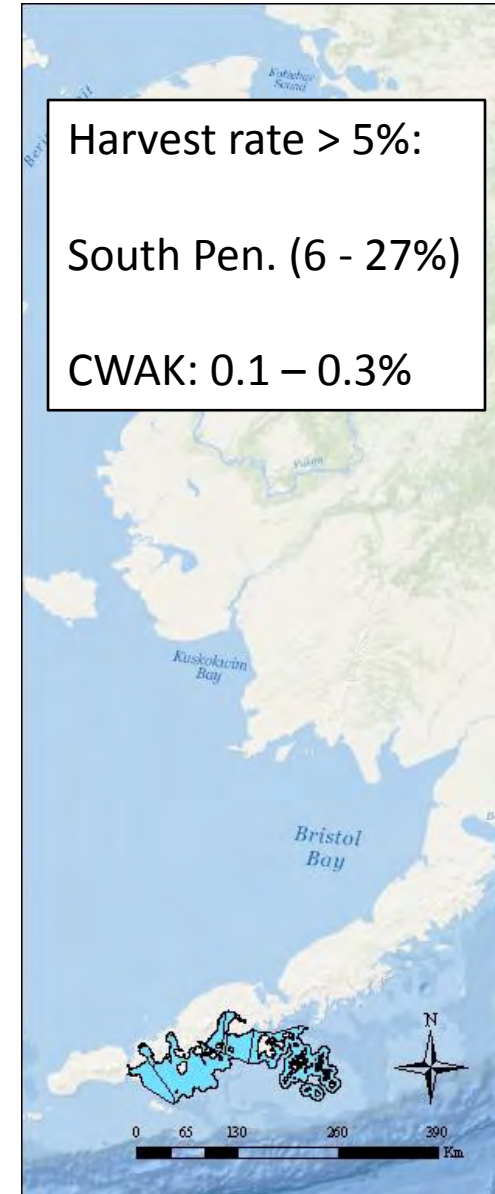 Kotzebue
Sound
Harvest rate > 5%:
South Pen. (6 - 27%)
CWAK: 0.1 – 0.3%
Yukon
Kuskokwim
Bay
Bristol
Bay
N
0 65 130 260 390
Km